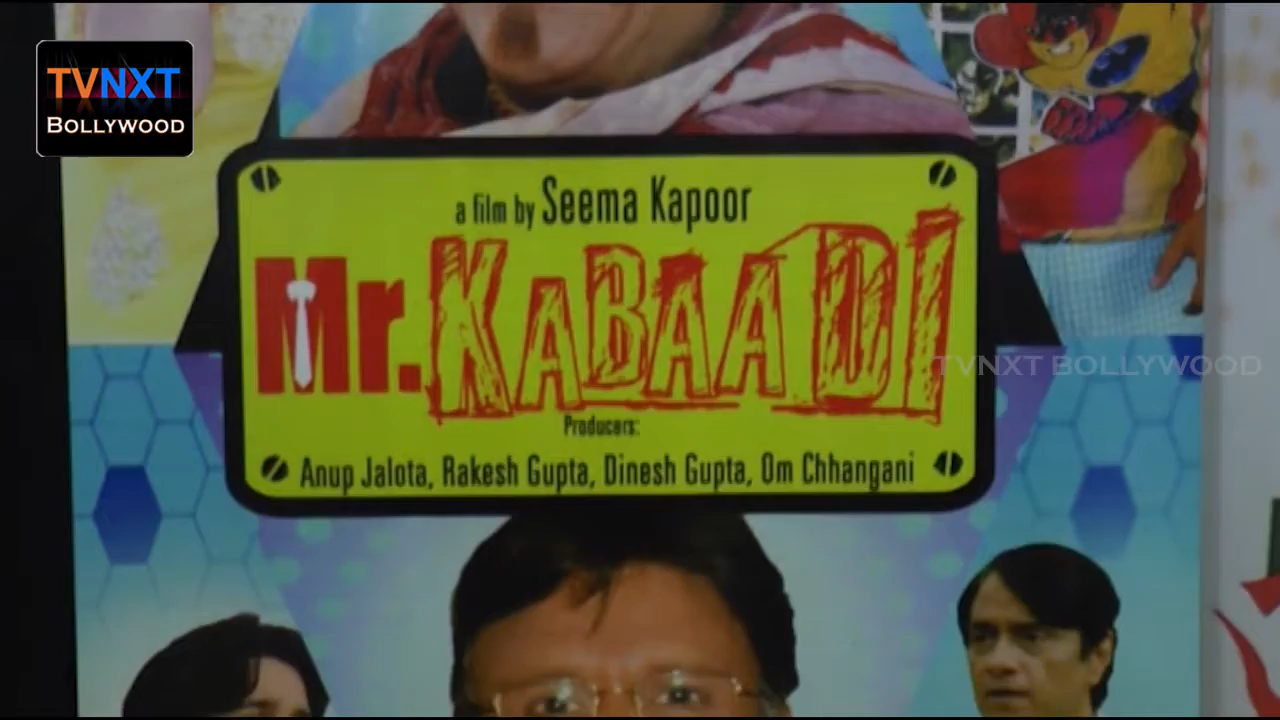 TVNXT
BOLLYWOOD
a film by Seema Kapoor
Mr. KABAADI
TVNXT BOLLYWOOD
Producers:
Anup Jalota, Rakesh Gupta, Dinesh Gupta, Om Chhangani